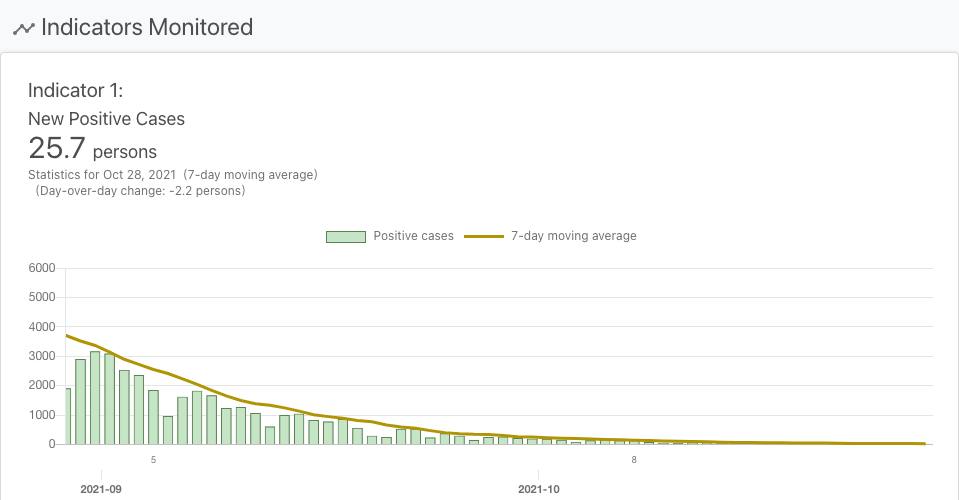 Indicators Monitored
Indicator 1:
New Positive Cases
25.7 persons
Statistics for Oct 28, 2021 (7-day moving average)
(Day-over-day change: -2.2 persons)
Positive cases 7-day moving average
6000
5000
4000
3000
2000
1000
0
5 8
2021-09 2021-10